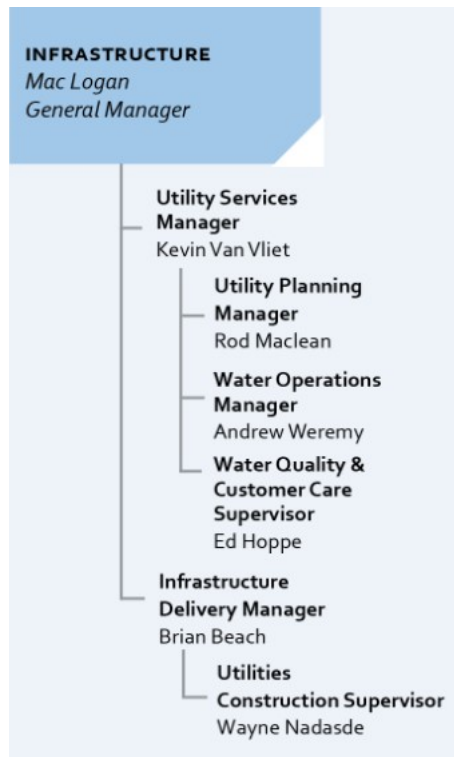 INFRASTRUCTURE
Mac Logan
General Manager
Utility Services
Manager
Kevin Van Vliet
Utility Planning
Manager
Rod Maclean
Water Operations
Manager
Andrew Weremy
Water Quality &
Customer Care
Supervisor
Ed Hoppe
Infrastructure
Delivery Manager
Brian Beach
Utilities
Construction Supervisor
Wayne Nadasde